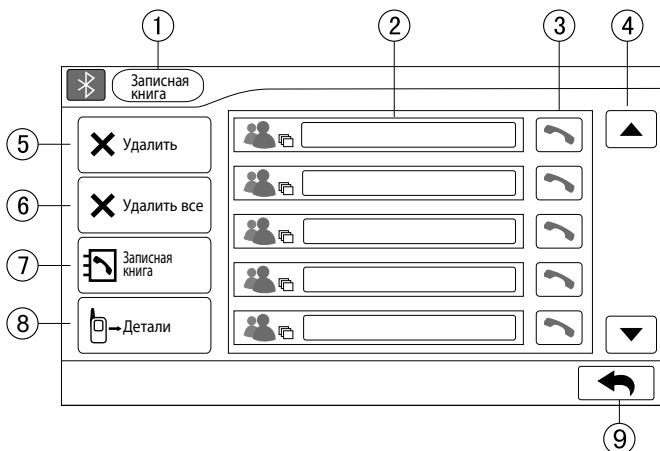 1 2 3 4
Записная
книга
5 Удалить
6 Удалить все
7 Записная
книга
8 Детали
9